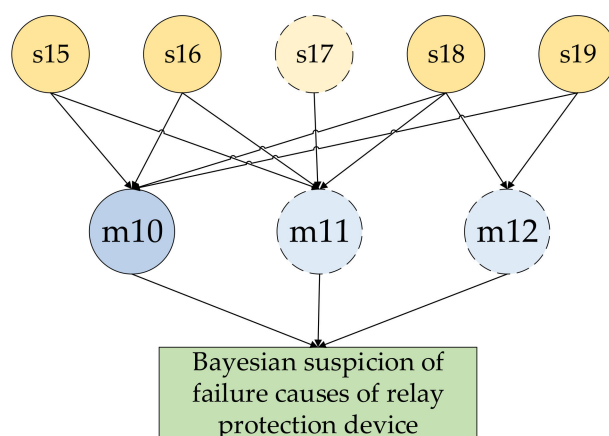 s15
s16
s17
s18
s19
m10
m11
m12
Bayesian suspicion of
failure causes of relay
protection device